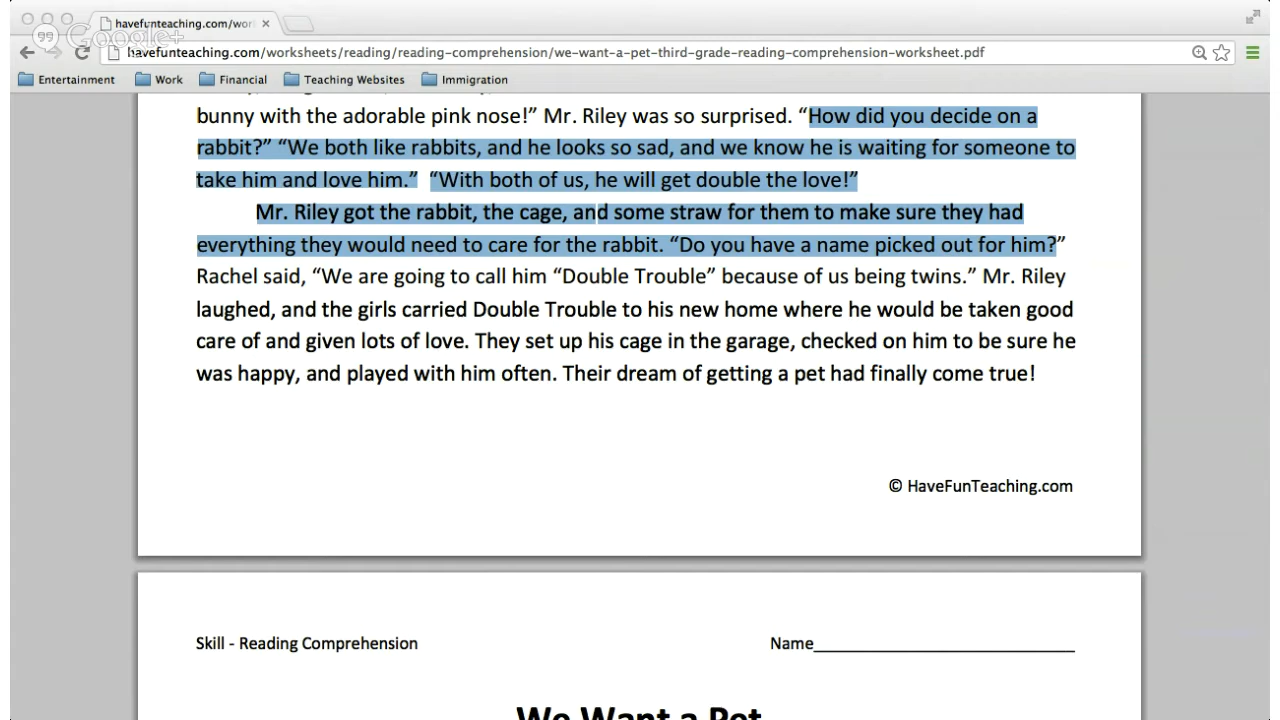 havefunteaching.com/wor
Google+
havefunteaching.com/worksheets/reading/reading-comprehension/we-want-a-pet-third-grade-reading-comprehension-worksheet.pdf
Entertainment Work Financial Teaching Websites Immigration
bunny with the adorable pink nose!” Mr. Riley was so surprised. “How did you decide on a
rabbit?” “We both like rabbits, and he looks so sad, and we know he is waiting for someone to
take him and love him.” “With both of us, he will get double the love!”
Mr. Riley got the rabbit, the cage, and some straw for them to make sure they had
everything they would need to care for the rabbit. “Do you have a name picked out for him?”
Rachel said, “We are going to call him “Double Trouble” because of us being twins.” Mr. Riley
laughed, and the girls carried Double Trouble to his new home where he would be taken good
care of and given lots of love. They set up his cage in the garage, checked on him to be sure he
was happy, and played with him often. Their dream of getting a pet had finally come true!
© HaveFunTeaching.com
Skill - Reading Comprehension Name
We Want a Pet